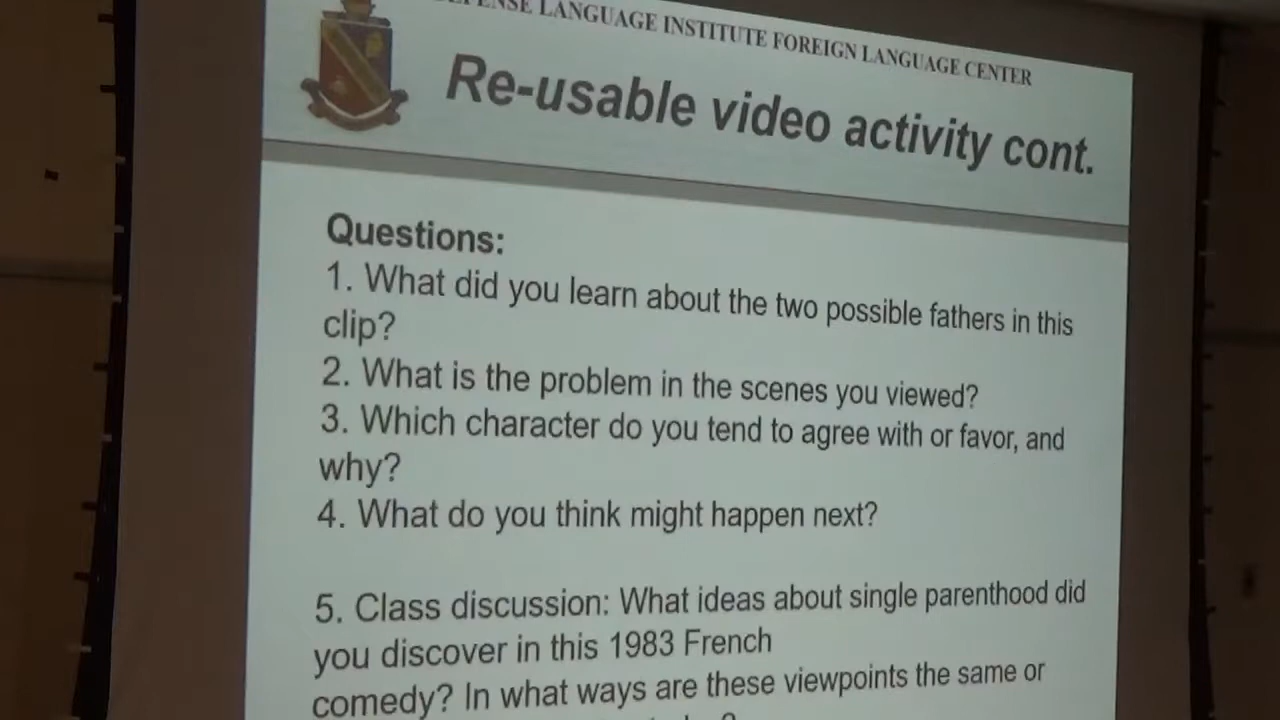 LANGUAGE INSTITUTE FOREIGN LANGUAGE CENTER
Re-usable video activity cont.
Questions:
1. What did you learn about the two possible fathers in this
clip?
2. What is the problem in the scenes you viewed?
3. Which character do you tend to agree with or favor, and
why?
4. What do you think might happen next?
5. Class discussion: What ideas about single parenthood did
you discover in this 1983 French
comedy? In what ways are these viewpoints the same or